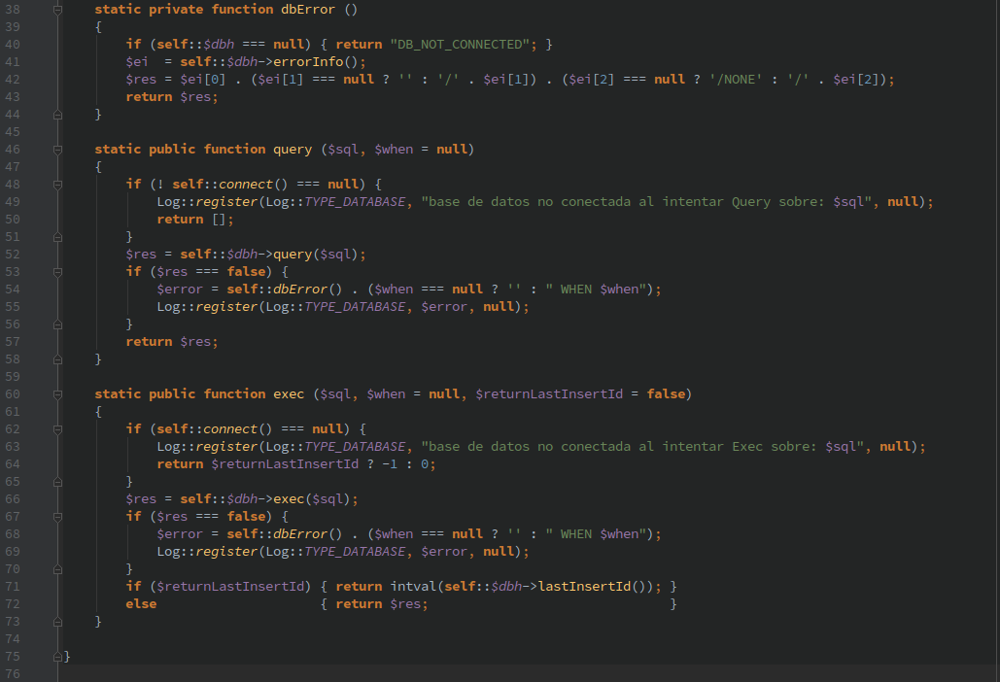 38 static private function dbError ()
39 {
40 if (self::$dbh === null) { return "DB_NOT_CONNECTED"; }
41 $ei  = self::$dbh->errorInfo();
42 $res = $ei[0] . ($ei[1] === null ? '' : '/' . $ei[1]) . ($ei[2] === null ? '/NONE' : '/' . $ei[2]);
43 return $res;
44 }
45
46 static public function query ($sql, $when = null)
47 {
48 if (! self::connect() === null) {
49 Log::register(Log::TYPE_DATABASE, "base de datos no conectada al intentar Query sobre: $sql", null);
50 return [];
51 }
52 $res = self::$dbh->query($sql);
53 if ($res === false) {
54 $error = self::dbError() . ($when === null ? '' : " WHEN $when");
55 Log::register(Log::TYPE_DATABASE, $error, null);
56 }
57 return $res;
58 }
59
60 static public function exec ($sql, $when = null, $returnLastInsertId = false)
61 {
62 if (self::connect() === null) {
63 Log::register(Log::TYPE_DATABASE, "base de datos no conectada al intentar Exec sobre: $sql", null);
64 return $returnLastInsertId ? -1 : 0;
65 }
66 $res = self::$dbh->exec($sql);
67 if ($res === false) {
68 $error = self::dbError() . ($when === null ? '' : " WHEN $when");
69 Log::register(Log::TYPE_DATABASE, $error, null);
70 }
71 if ($returnLastInsertId) { return intval(self::$dbh->lastInsertId()); }
72 else                     { return $res;                               }
73 }
74
75 }
76